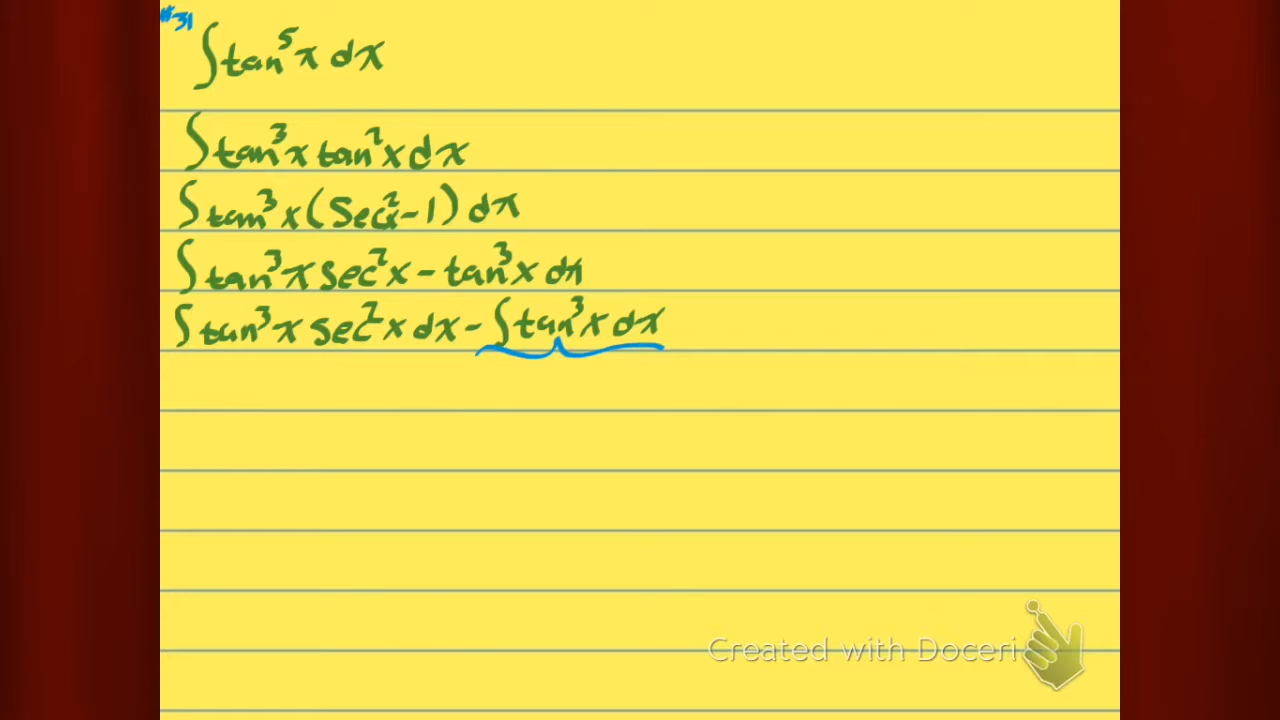 #31
∫tan⁵x dx
∫tan³x tan²x dx
∫tan³x(sec²x-1) dx
∫tan³x sec²x - tan³x dx
∫tan³x sec²x dx - ∫tan³x dx
Created with Doceri